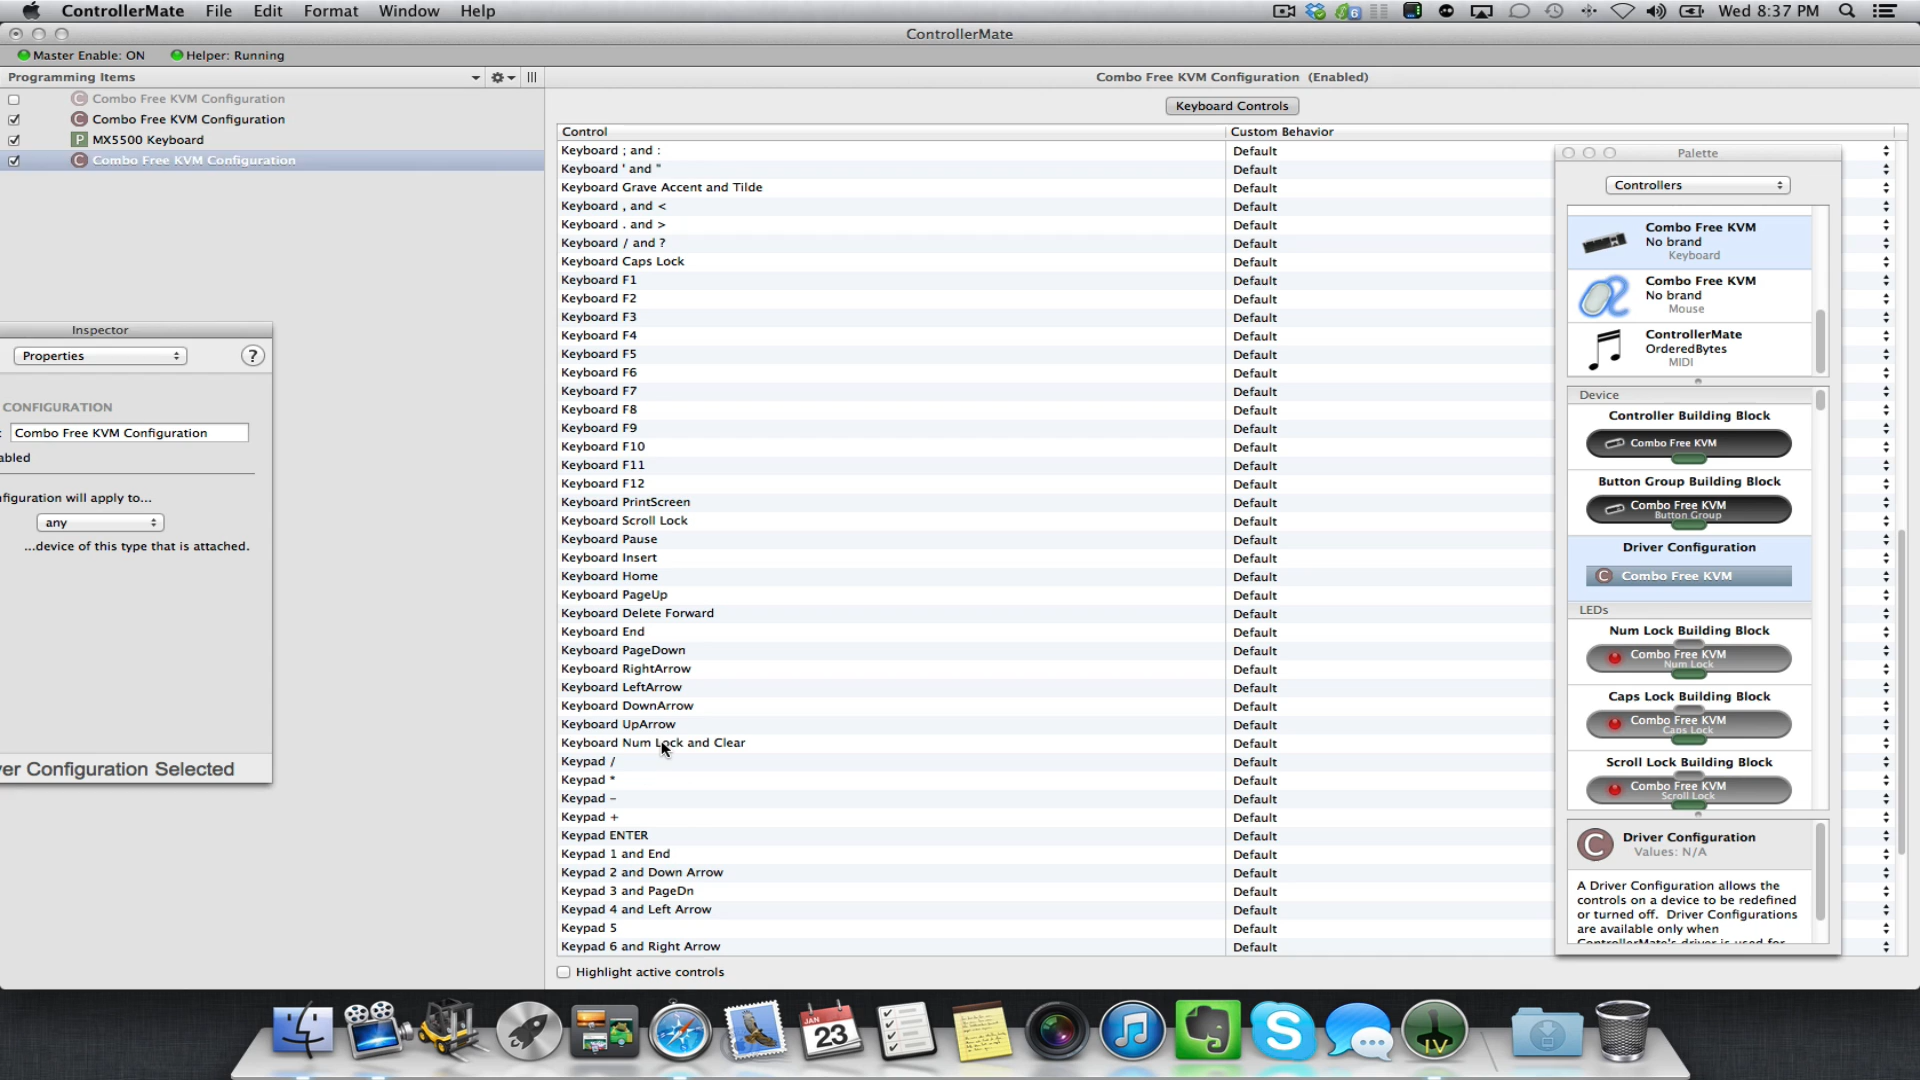 ControllerMate File Edit Format Window Help
6
Wed 8:37 PM
ControllerMate
Master Enable: ON Helper: Running
Programming Items
Combo Free KVM Configuration (Enabled)
Combo Free KVM Configuration
Combo Free KVM Configuration
MX5500 Keyboard
Combo Free KVM Configuration
Keyboard Controls
Control Custom Behavior
Keyboard ; and : Default
Keyboard ' and " Default
Keyboard Grave Accent and Tilde Default
Keyboard , and < Default
Keyboard . and > Default
Keyboard / and ? Default
Keyboard Caps Lock Default
Keyboard F1 Default
Keyboard F2 Default
Keyboard F3 Default
Keyboard F4 Default
Keyboard F5 Default
Keyboard F6 Default
Keyboard F7 Default
Keyboard F8 Default
Keyboard F9 Default
Keyboard F10 Default
Keyboard F11 Default
Keyboard F12 Default
Keyboard PrintScreen Default
Keyboard Scroll Lock Default
Keyboard Pause Default
Keyboard Insert Default
Keyboard Home Default
Keyboard PageUp Default
Keyboard Delete Forward Default
Keyboard End Default
Keyboard PageDown Default
Keyboard RightArrow Default
Keyboard LeftArrow Default
Keyboard DownArrow Default
Keyboard UpArrow Default
Keyboard Num Lock and Clear Default
Keypad / Default
Keypad * Default
Keypad - Default
Keypad + Default
Keypad ENTER Default
Keypad 1 and End Default
Keypad 2 and Down Arrow Default
Keypad 3 and PageDn Default
Keypad 4 and Left Arrow Default
Keypad 5 Default
Keypad 6 and Right Arrow Default
Highlight active controls
Inspector
Properties ?
CONFIGURATION
: Combo Free KVM Configuration
abled
figuration will apply to...
any
...device of this type that is attached.
er Configuration Selected
Palette
Controllers
Combo Free KVM
No brand
Keyboard
Combo Free KVM
No brand
Mouse
ControllerMate
OrderedBytes
MIDI
Device
Controller Building Block
Combo Free KVM
Button Group Building Block
Combo Free KVM
Button Group
Driver Configuration
C Combo Free KVM
LEDs
Num Lock Building Block
Combo Free KVM
Num Lock
Caps Lock Building Block
Combo Free KVM
Caps Lock
Scroll Lock Building Block
Combo Free KVM
Scroll Lock
C Driver Configuration
Values: N/A
A Driver Configuration allows the
controls on a device to be redefined
or turned off. Driver Configurations
are available only when
ControllerMate's driver is used for
JAN
23
S
IV